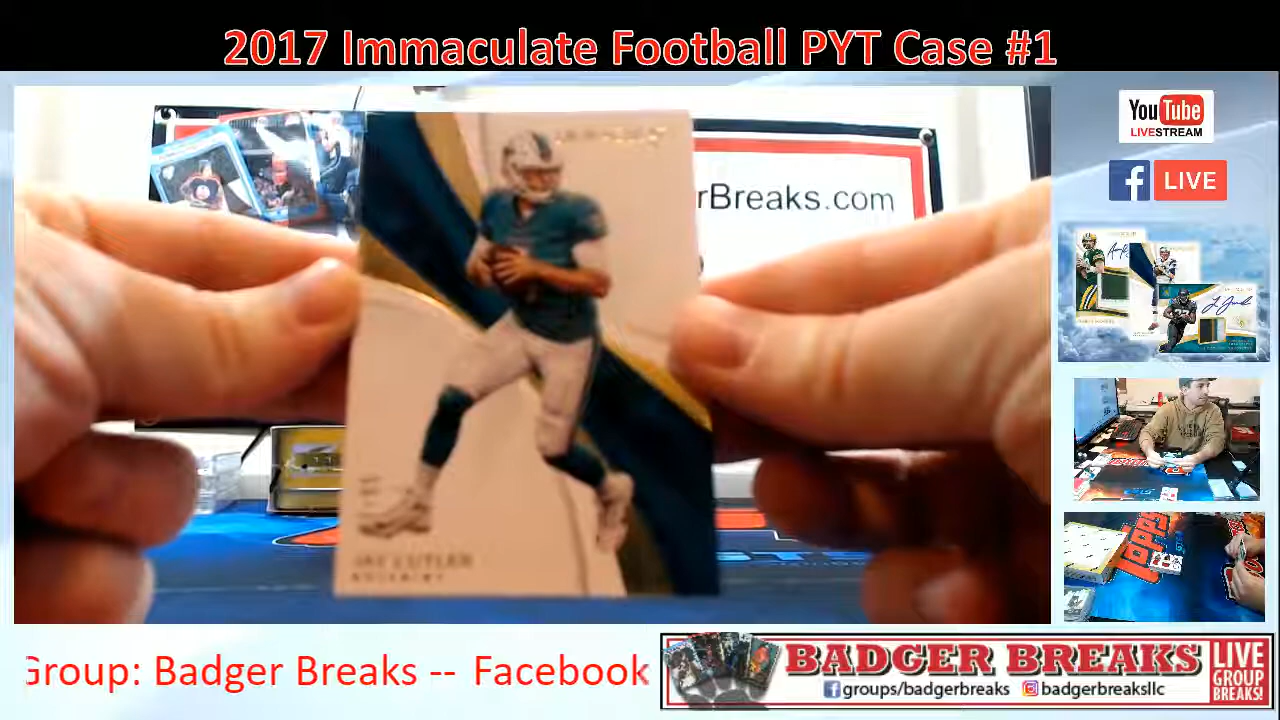 2017 Immaculate Football PYT Case #1
YouTube
LIVESTREAM
f LIVE
rBreaks.com
JAY CUTLER
Group: Badger Breaks -- Facebook
BADGER BREAKS
groups/badgerbreaks badgerbreaksllc
LIVE
GROUP
BREAKS!
TOPPS